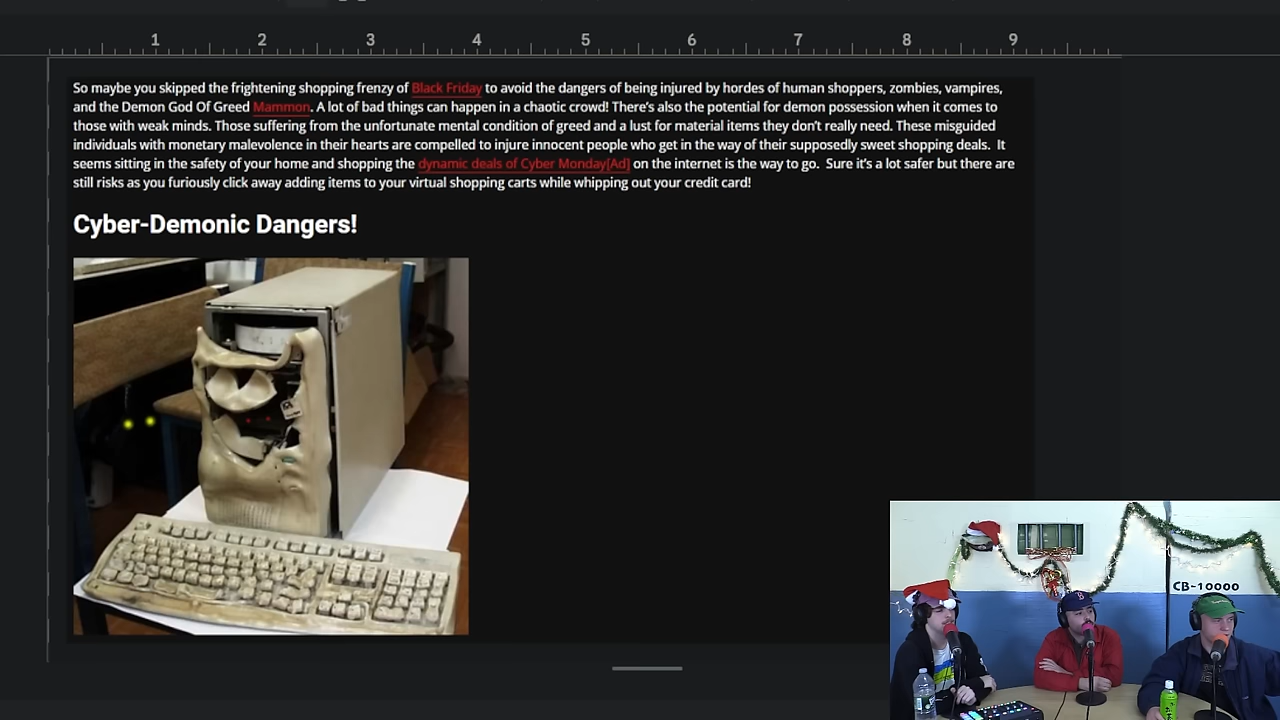 1 2 3 4 5 6 7 8 9
So maybe you skipped the frightening shopping frenzy of Black Friday to avoid the dangers of being injured by hordes of human shoppers, zombies, vampires,
and the Demon God Of Greed Mammon. A lot of bad things can happen in a chaotic crowd! There’s also the potential for demon possession when it comes to
those with weak minds. Those suffering from the unfortunate mental condition of greed and a lust for material items they don’t really need. These misguided
individuals with monetary malevolence in their hearts are compelled to injure innocent people who get in the way of their supposedly sweet shopping deals.  It
seems sitting in the safety of your home and shopping the dynamic deals of Cyber Monday[Ad] on the internet is the way to go.  Sure it’s a lot safer but there are
still risks as you furiously click away adding items to your virtual shopping carts while whipping out your credit card!
Cyber-Demonic Dangers!
CB-10000